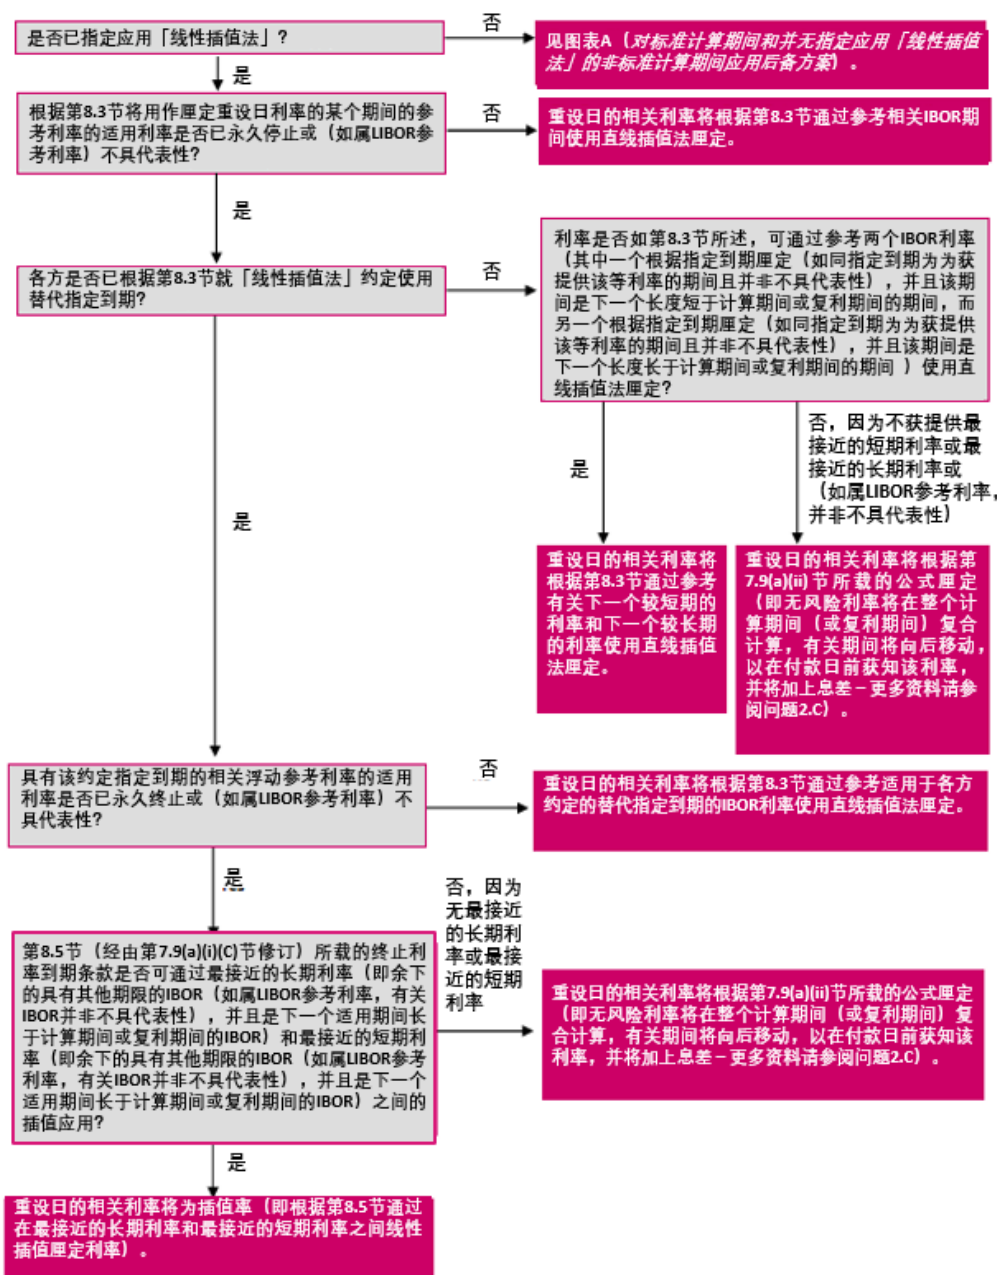 是否已指定应用「线性插值法」?
否
见图表A（对标准计算期间和并无指定应用「线性插值
法」的非标准计算期间应用后备方案）。
是
根据第8.3节将用作厘定重设日利率的某个期间的参
考利率的适用利率是否已永久停止或（如属LIBOR参
考利率）不具代表性?
否
重设日的相关利率将根据第8.3节通过参考相关IBOR期
间使用直线插值法厘定。
是
各方是否已根据第8.3节就「线性插值法」约定使用
替代指定到期?
否
利率是否如第8.3节所述，可通过参考两个IBOR利率
（其中一个根据指定到期厘定（如同指定到期为为获
提供该等利率的期间且并非不具代表性），并且该期
间是下一个长度短于计算期间或复利期间的期间，而
另一个根据指定到期厘定（如同指定到期为为获提供
该等利率的期间且并非不具代表性），并且该期间是
下一个长度长于计算期间或复利期间的期间 ）使用直
线插值法厘定?
是
否，因为不获提供最
接近的短期利率或最
接近的长期利率或
（如属LIBOR参考利率，
并非不具代表性）
重设日的相关利率将
根据第8.3节通过参考
有关下一个较短期的
利率和下一个较长期
的利率使用直线插值
法厘定。
重设日的相关利率将根据第
7.9(a)(ii)节所载的公式厘定
（即无风险利率将在整个计
算期间（或复利期间）复合
计算，有关期间将向后移动，
以在付款日前获知该利率，
并将加上息差－更多资料请参
阅问题2.C）。
是
具有该约定指定到期的相关浮动参考利率的适用
利率是否已永久终止或（如属LIBOR参考利率）不
具代表性?
否
重设日的相关利率将根据第8.3节通过参考适用于各方
约定的替代指定到期的IBOR利率使用直线插值法厘定。
是
第8.5节（经由第7.9(a)(i)(C)节修订）所载的终止利
率到期条款是否可通过最接近的长期利率（即余下
的具有其他期限的IBOR（如属LIBOR参考利率，有关
IBOR并非不具代表性），并且是下一个适用期间长
于计算期间或复利期间的IBOR）和最接近的短期利
率（即余下的具有其他期限的IBOR（如属LIBOR参考
利率，有关IBOR并非不具代表性），并且是下一个
适用期间长于计算期间或复利期间的IBOR）之间的
插值应用?
否，因为
无最接近
的长期利
率或最接
近的短期
利率
重设日的相关利率将根据第7.9(a)(ii)节所载的公式厘定
（即无风险利率将在整个计算期间（或复利期间）复
合计算，有关期间将向后移动，以在付款日前获知该
利率，并将加上息差－更多资料请参阅问题2.C）。
是
重设日的相关利率将为插值率（即根据第8.5节通过
在最接近的长期利率和最接近的短期利率之间线性
插值厘定利率）。